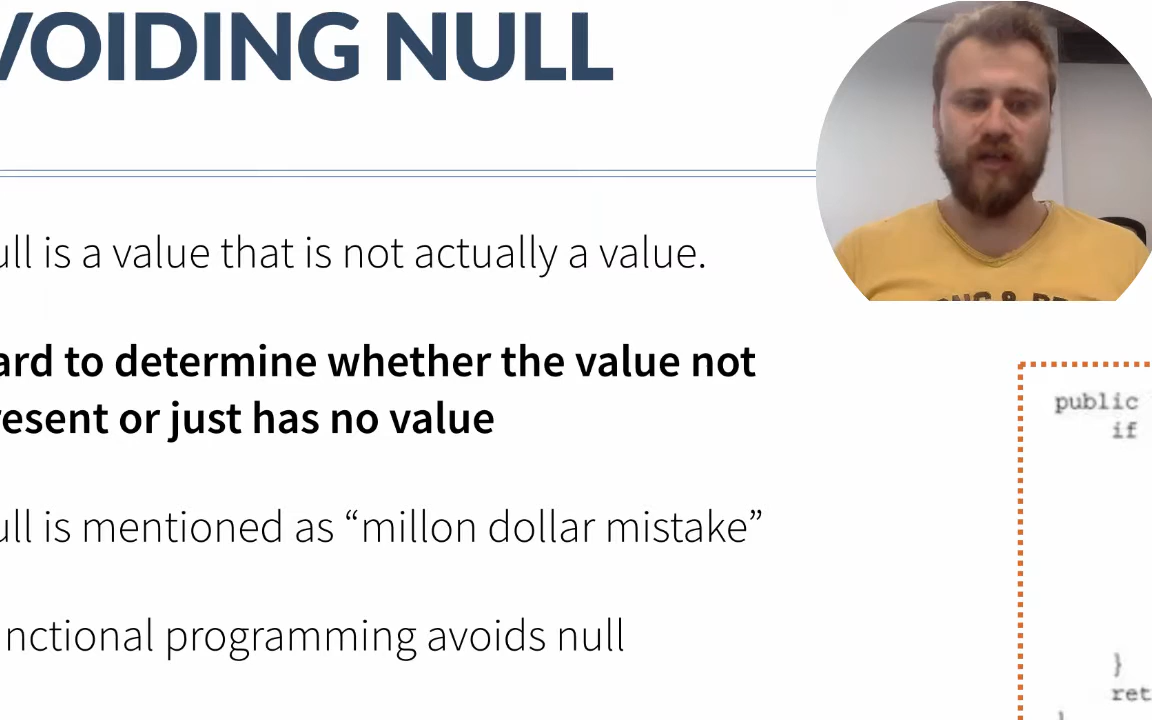 VOIDING NULL
ull is a value that is not actually a value.
ard to determine whether the value not
resent or just has no value
ull is mentioned as “millon dollar mistake”
nctional programming avoids null
public
if
}
ret
}